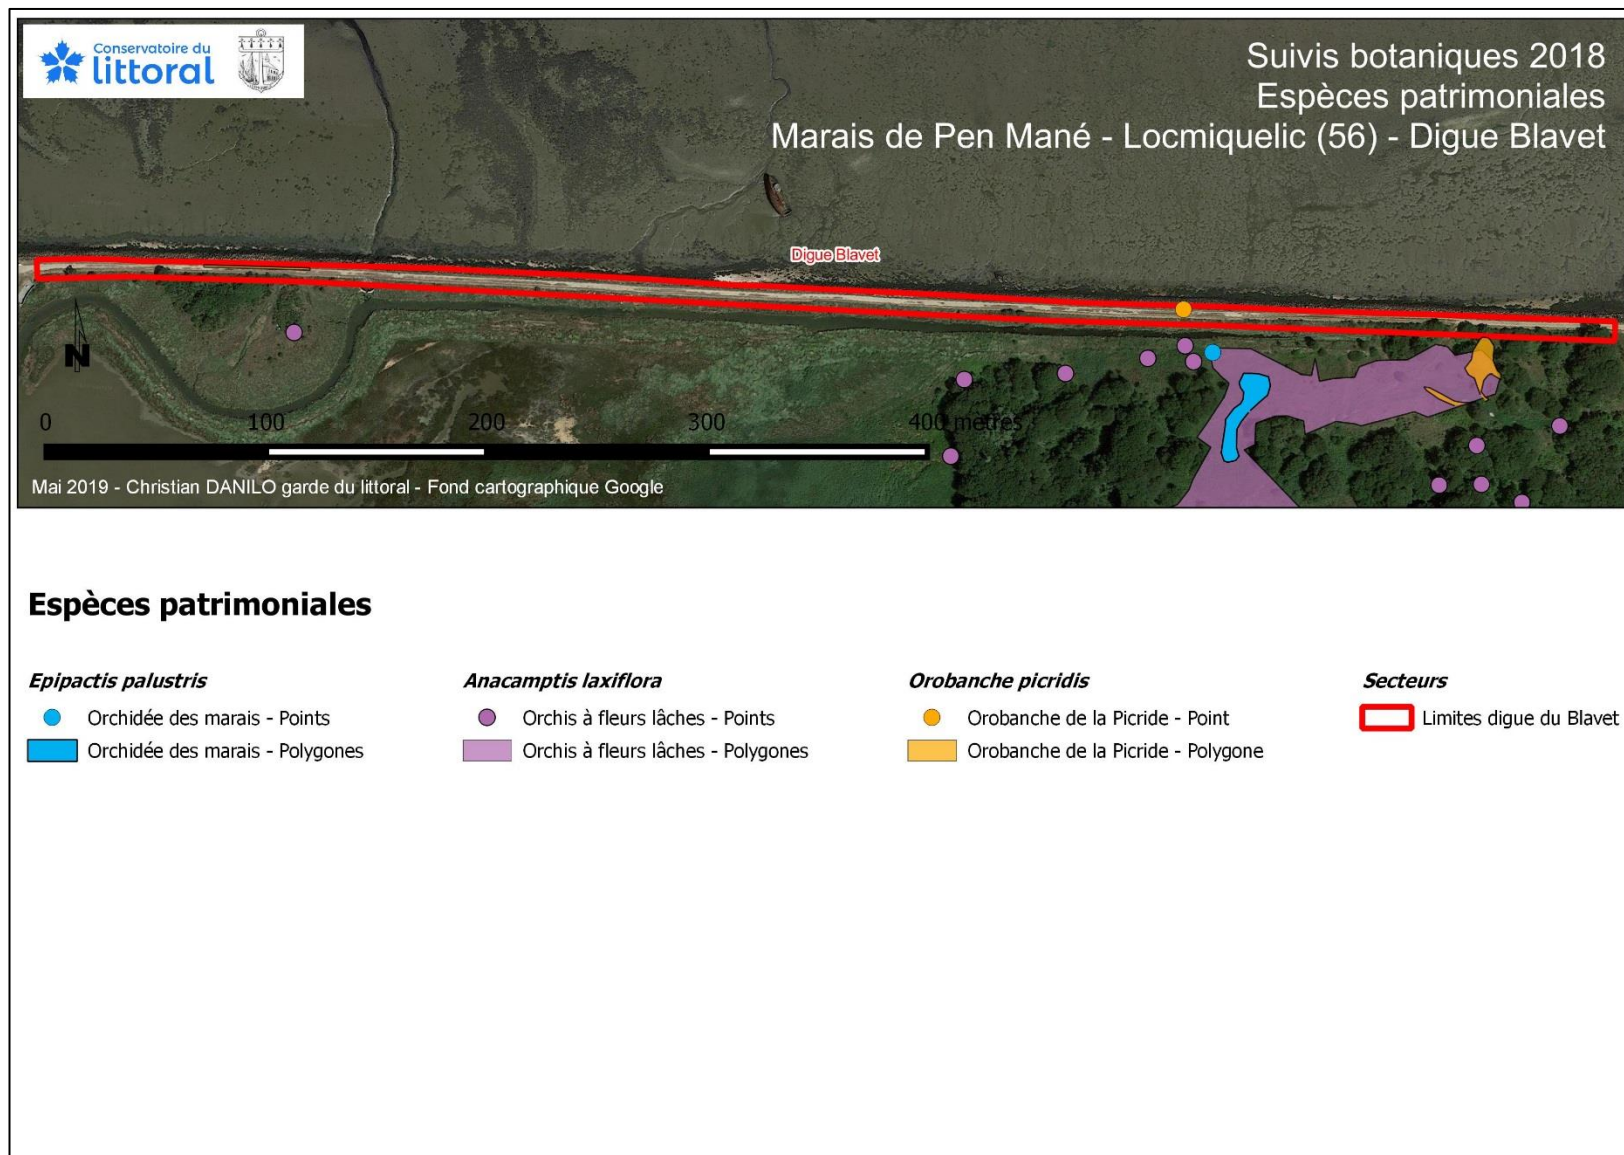 Conservatoire du
littoral
Suivis botaniques 2018
Espèces patrimoniales
Marais de Pen Mané - Locmiquelic (56) - Digue Blavet
Digue Blavet
N
0 100 200 300 400 mètres
Mai 2019 - Christian DANILO garde du littoral - Fond cartographique Google
Espèces patrimoniales
Epipactis palustris
Orchidée des marais - Points
Orchidée des marais - Polygones
Anacamptis laxiflora
Orchis à fleurs lâches - Points
Orchis à fleurs lâches - Polygones
Orobanche picridis
Orobanche de la Picride - Point
Orobanche de la Picride - Polygone
Secteurs
Limites digue du Blavet